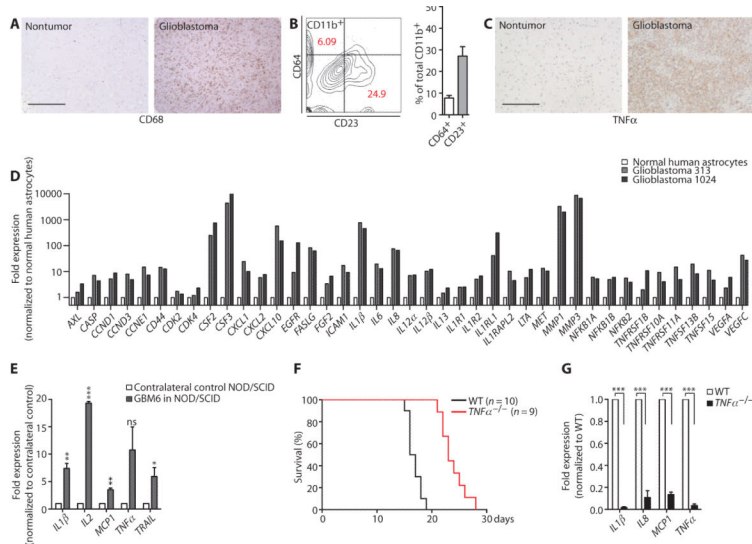 A
Nontumor
Glioblastoma
CD68
B
CD11b+
6.09
24.9
CD64
CD23
% of total CD11b+
50
40
30
20
10
0
CD64+
CD23+
C
Nontumor
Glioblastoma
TNFα
D
Normal human astrocytes
Glioblastoma 313
Glioblastoma 1024
Fold expression
(normalized to normal human astrocytes)
10000
1000
100
10
1
AXL
CASP
CCND1
CCND3
CCNE1
CD44
CDK2
CDK4
CSF2
CSF3
CXCL1
CXCL2
CXCL10
EGFR
FASLG
FGF2
ICAM1
IL1β
IL6
IL8
IL12α
IL12β
IL13
IL1R1
IL1R2
IL1RL1
IL1RAPL2
LTA
MET
MMP1
MMP3
NFKB1A
NFKB1B
NFKB2
TNFRSF1B
TNFRSF10A
TNFRSF11A
TNFSF13B
TNFSF15
VEGFA
VEGFC
E
Contralateral control NOD/SCID
GBM6 in NOD/SCID
Fold expression
(normalized to contralateral control)
20
15
10
5
0
**
***
**
ns
*
IL1β
IL2
MCP1
TNFα
TRAIL
F
WT (n = 10)
TNFα−/− (n = 9)
Survival (%)
100
80
60
40
20
0
0
10
20
30 days
G
WT
TNFα−/−
Fold expression
(normalized to WT)
*** *** *** ***
1.0
0.8
0.6
0.4
0.2
0.0
IL1β
IL8
MCP1
TNFα